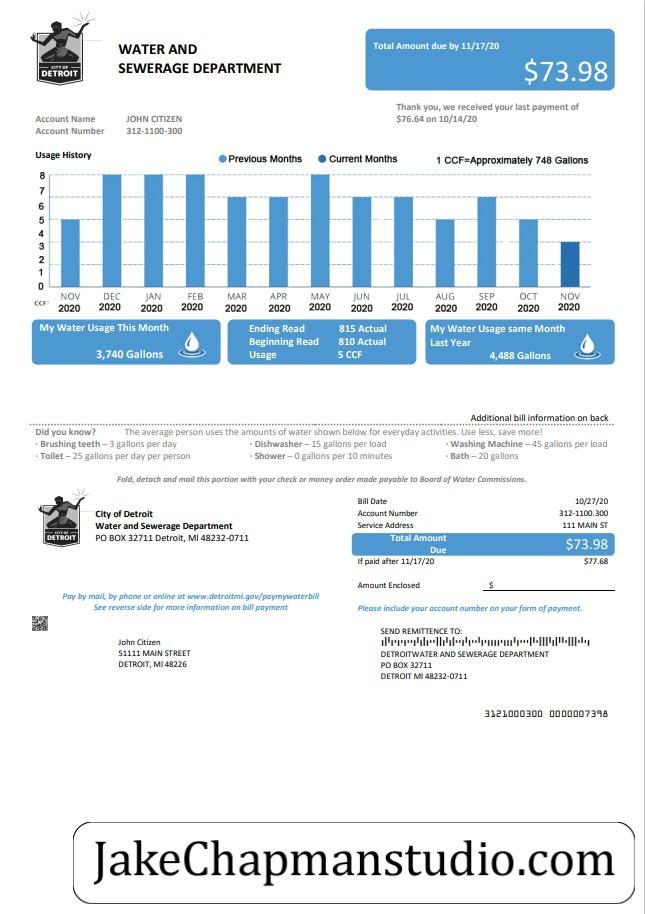 CITY OF
DETROIT
WATER AND
SEWERAGE DEPARTMENT
Total Amount due by 11/17/20
$73.98
Thank you, we received your last payment of
$76.64 on 10/14/20
Account Name JOHN CITIZEN
Account Number 312-1100-300
Usage History
Previous Months Current Months 1 CCF=Approximately 748 Gallons
8
7
6
5
4
3
2
1
0
CCF'
NOV DEC JAN FEB MAR APR MAY JUN JUL AUG SEP OCT NOV
2020 2020 2020 2020 2020 2020 2020 2020 2020 2020 2020 2020 2020
My Water Usage This Month
3,740 Gallons
Ending Read 815 Actual
Beginning Read 810 Actual
Usage 5 CCF
My Water Usage same Month
Last Year
4,488 Gallons
Additional bill information on back
Did you know? The average person uses the amounts of water shown below for everyday activities. Use less, save more!
· Brushing teeth – 3 gallons per day · Dishwasher – 15 gallons per load · Washing Machine – 45 gallons per load
· Toilet – 25 gallons per day per person · Shower – 0 gallons per 10 minutes · Bath – 20 gallons
Fold, detach and mail this portion with your check or money order made payable to Board of Water Commissions.
CITY OF
DETROIT
City of Detroit
Water and Sewerage Department
PO BOX 32711 Detroit, MI 48232-0711
Bill Date 10/27/20
Account Number 312-1100.300
Service Address 111 MAIN ST
Total Amount
Due
$73.98
If paid after 11/17/20 $77.68
Amount Enclosed $
Pay by mail, by phone or online at www.detroitmi.gov/paymywaterbill
See reverse side for more information on bill payment
Please include your account number on your form of payment.
John Citizen
51111 MAIN STREET
DETROIT, MI 48226
SEND REMITTANCE TO:
DETROITWATER AND SEWERAGE DEPARTMENT
PO BOX 32711
DETROIT MI 48232-0711
3121000300 0000007398
JakeChapmanstudio.com